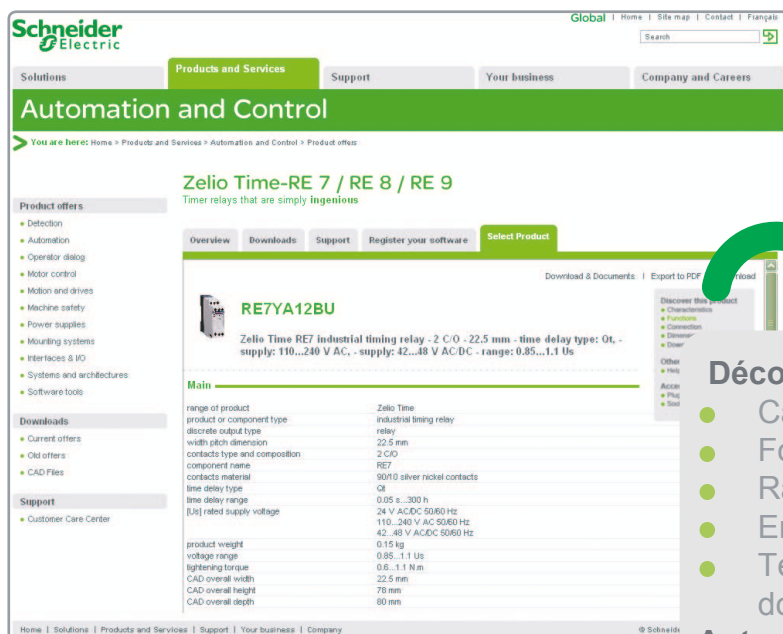 Schneider
Electric
Global | Home | Site map | Contact | Français
Search
Solutions
Products and Services
Support
Your business
Company and Careers
Automation and Control
You are here: Home > Products and Services > Automation and Control > Product offers
Zelio Time-RE 7 / RE 8 / RE 9
Timer relays that are simply ingenious
Product offers
Detection
Automation
Operator dialog
Motor control
Motion and drives
Machine safety
Power supplies
Mounting systems
Interfaces & I/O
Systems and architectures
Software tools
Downloads
Current offers
Old offers
CAD Files
Support
Customer Care Center
Overview
Downloads
Support
Register your software
Select Product
Download & Documents | Export to PDF
RE7YA12BU
Zelio Time RE7 industrial timing relay - 2 C/O - 22.5 mm - time delay type: Qt, -
supply: 110...240 V AC, - supply: 42...48 V AC/DC - range: 0.85...1.1 Us
Main
range of product Zelio Time
product or component type industrial timing relay
discrete output type relay
width pitch dimension 22.5 mm
contacts type and composition 2 C/O
component name RE7
contacts material 90/10 silver nickel contacts
time delay type Qt
time delay range 0.05 s...300 h
[Us] rated supply voltage 24 V AC/DC 50/60 Hz
110...240 V AC 50/60 Hz
42...48 V AC/DC 50/60 Hz
product weight 0.15 kg
voltage range 0.85...1.1 Us
tightening torque 0.6...1.1 N.m
CAD overall width 22.5 mm
CAD overall height 78 mm
CAD overall depth 80 mm
Discover this product
Characteristics
Functions
Connection
Home | Solutions | Products and Services | Support | Your business | Company
© Schneide
Déco